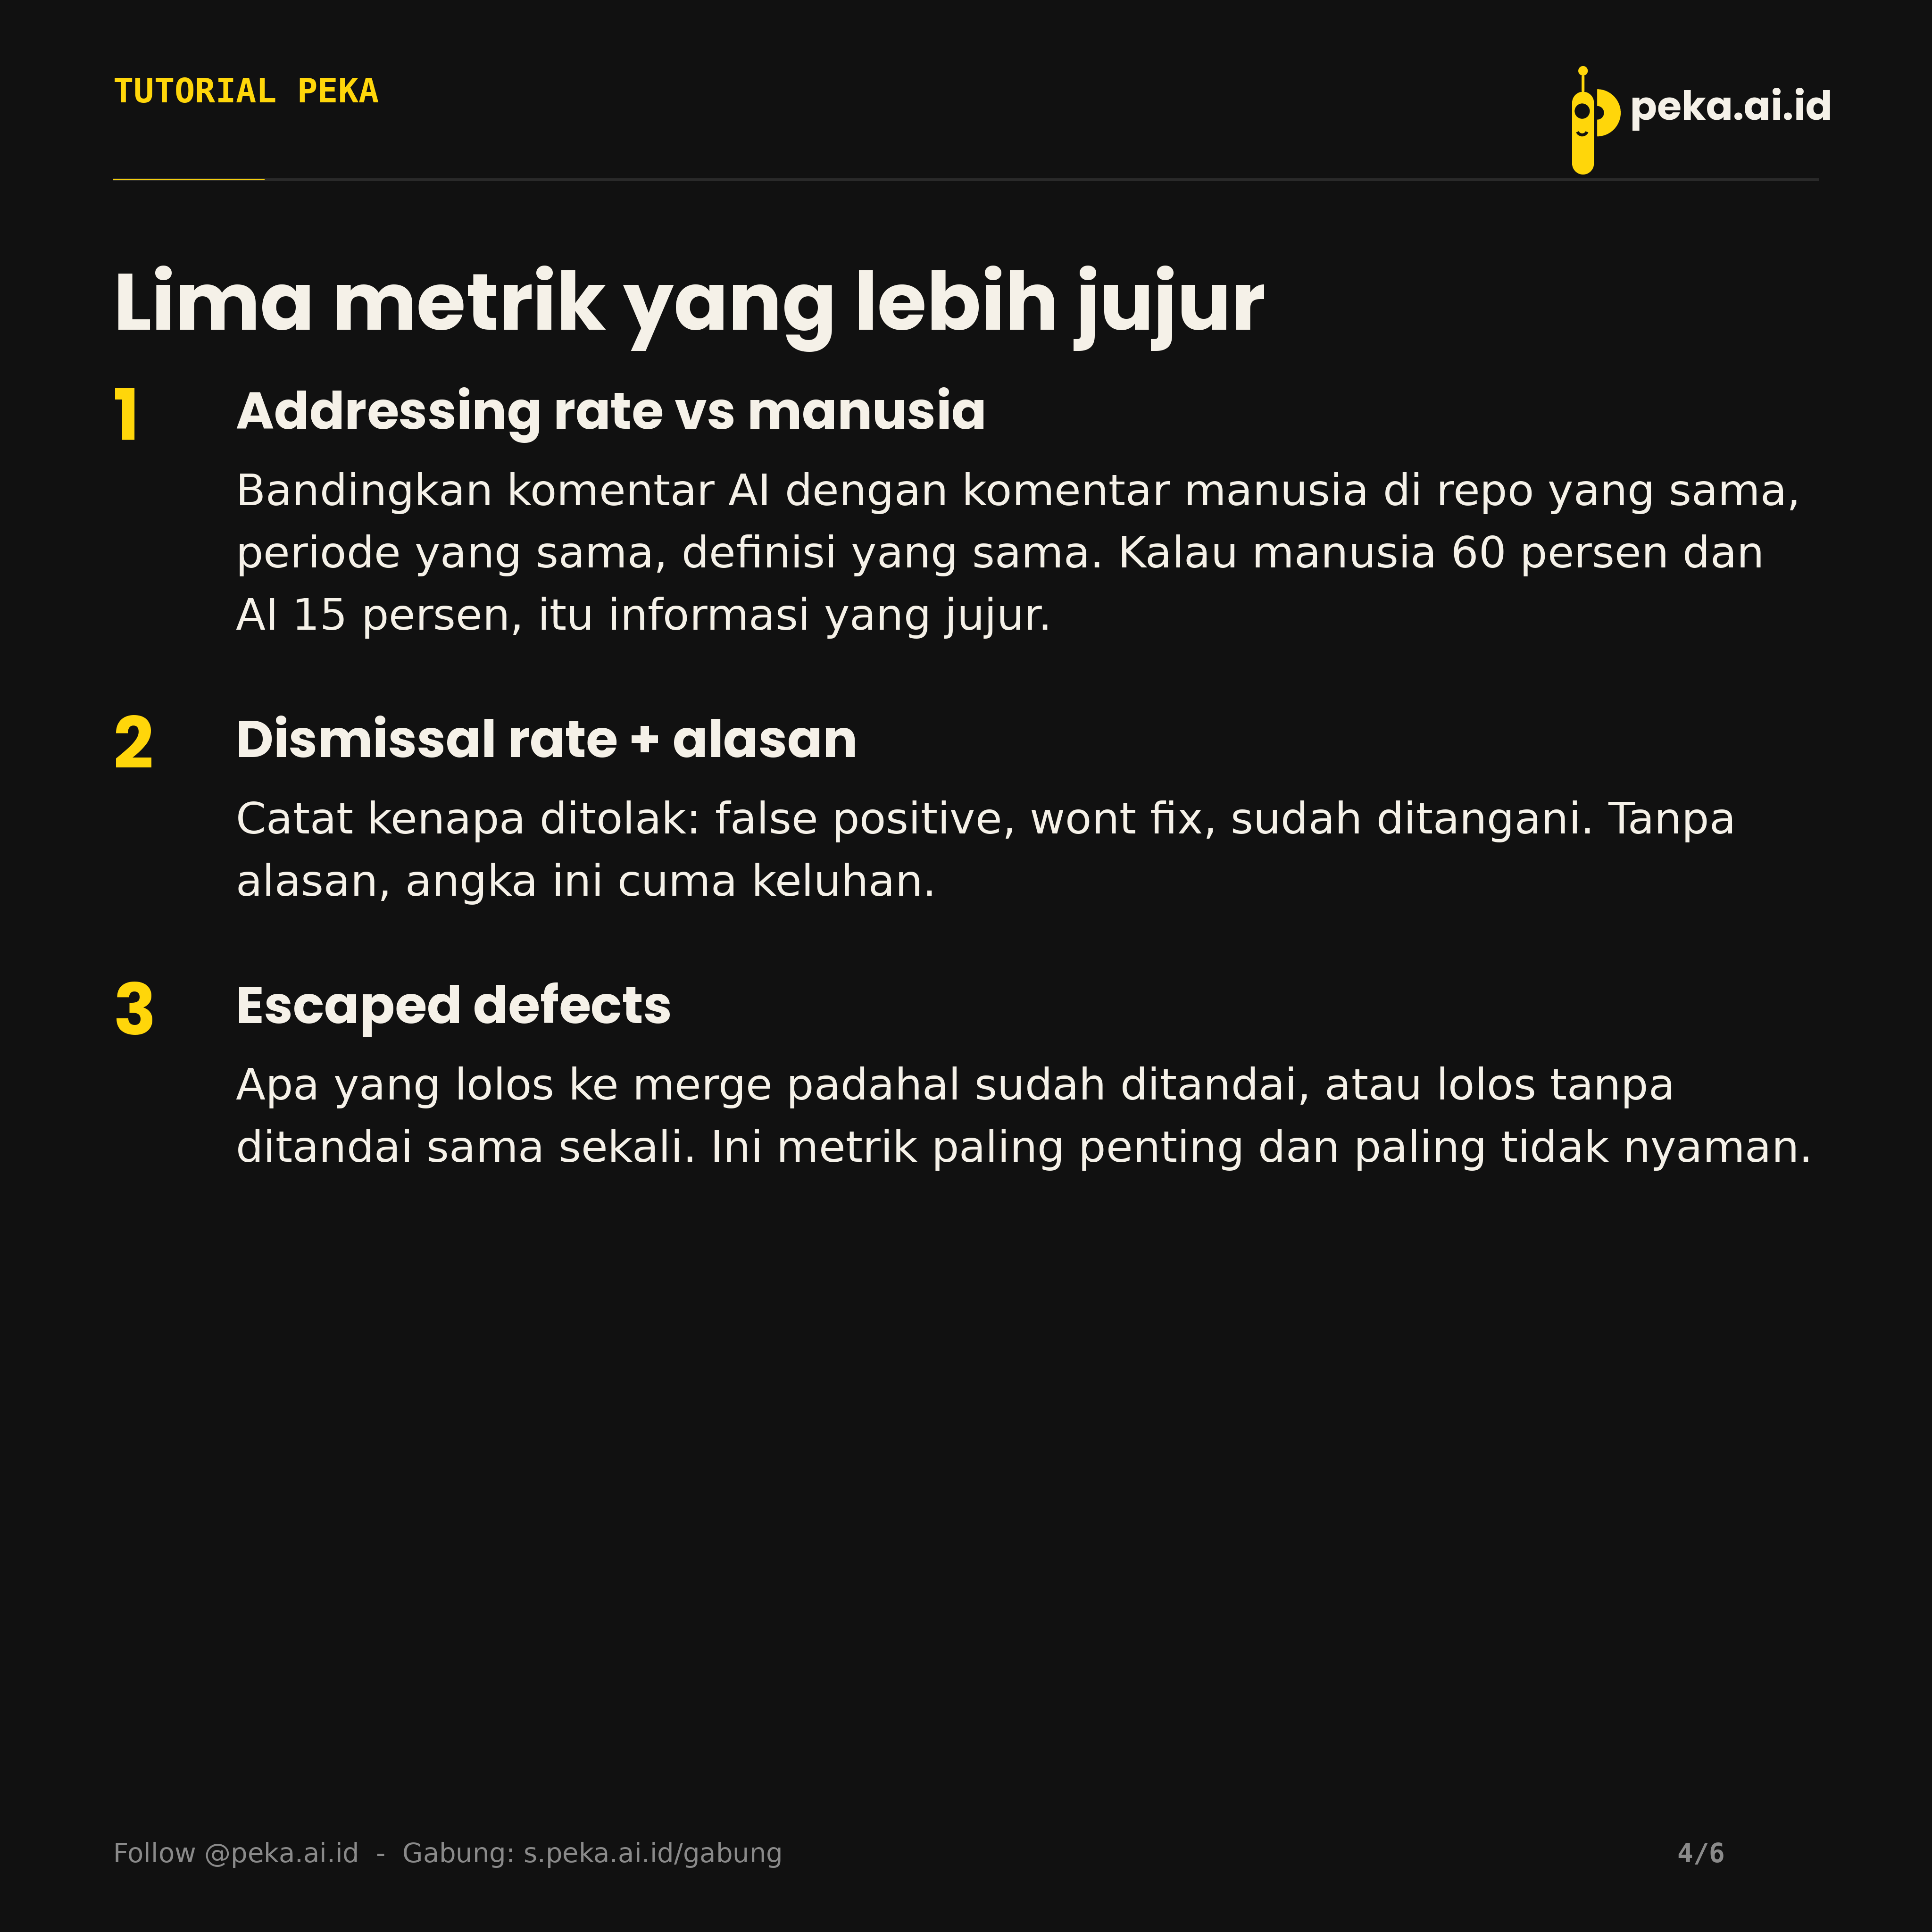 TUTORIAL PEKA
peka.ai.id
Lima metrik yang lebih jujur
1
Addressing rate vs manusia
Bandingkan komentar AI dengan komentar manusia di repo yang sama,
periode yang sama, definisi yang sama. Kalau manusia 60 persen dan
AI 15 persen, itu informasi yang jujur.
2
Dismissal rate + alasan
Catat kenapa ditolak: false positive, wont fix, sudah ditangani. Tanpa
alasan, angka ini cuma keluhan.
3
Escaped defects
Apa yang lolos ke merge padahal sudah ditandai, atau lolos tanpa
ditandai sama sekali. Ini metrik paling penting dan paling tidak nyaman.
Follow @peka.ai.id - Gabung: s.peka.ai.id/gabung
4/6